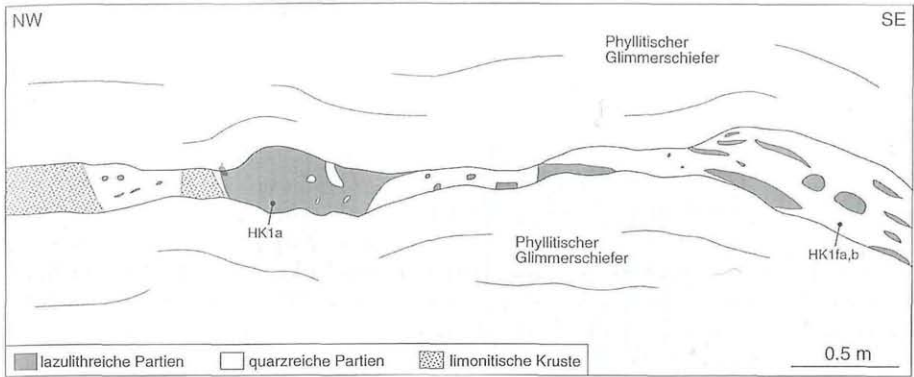 NW
SE
Phyllitischer
Glimmerschiefer
HK1a
Phyllitischer
Glimmerschiefer
HK1fa,b
lazulithreiche Partien
quarzreiche Partien
limonitische Kruste
0.5 m